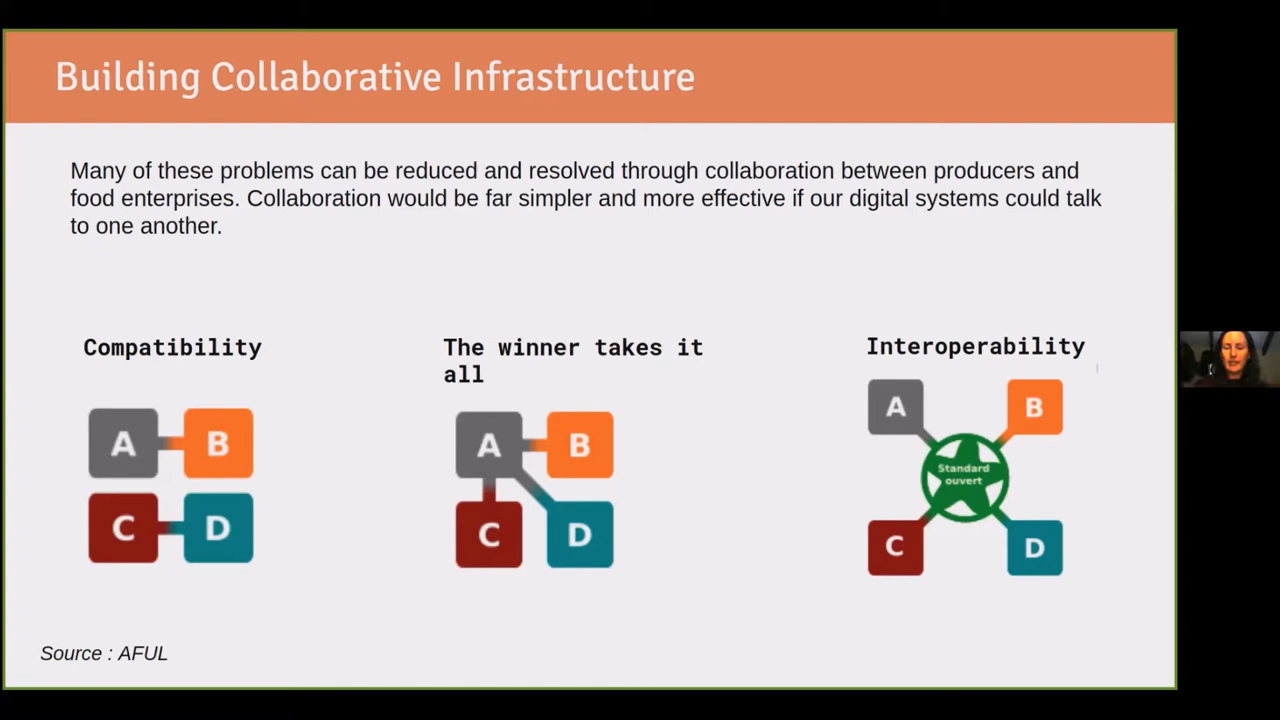 Building Collaborative Infrastructure
Many of these problems can be reduced and resolved through collaboration between producers and
food enterprises. Collaboration would be far simpler and more effective if our digital systems could talk
to one another.
Compatibility
A B
C D
The winner takes it
all
A B
C D
Interoperability
A B
Standard
ouvert
C D
Source : AFUL